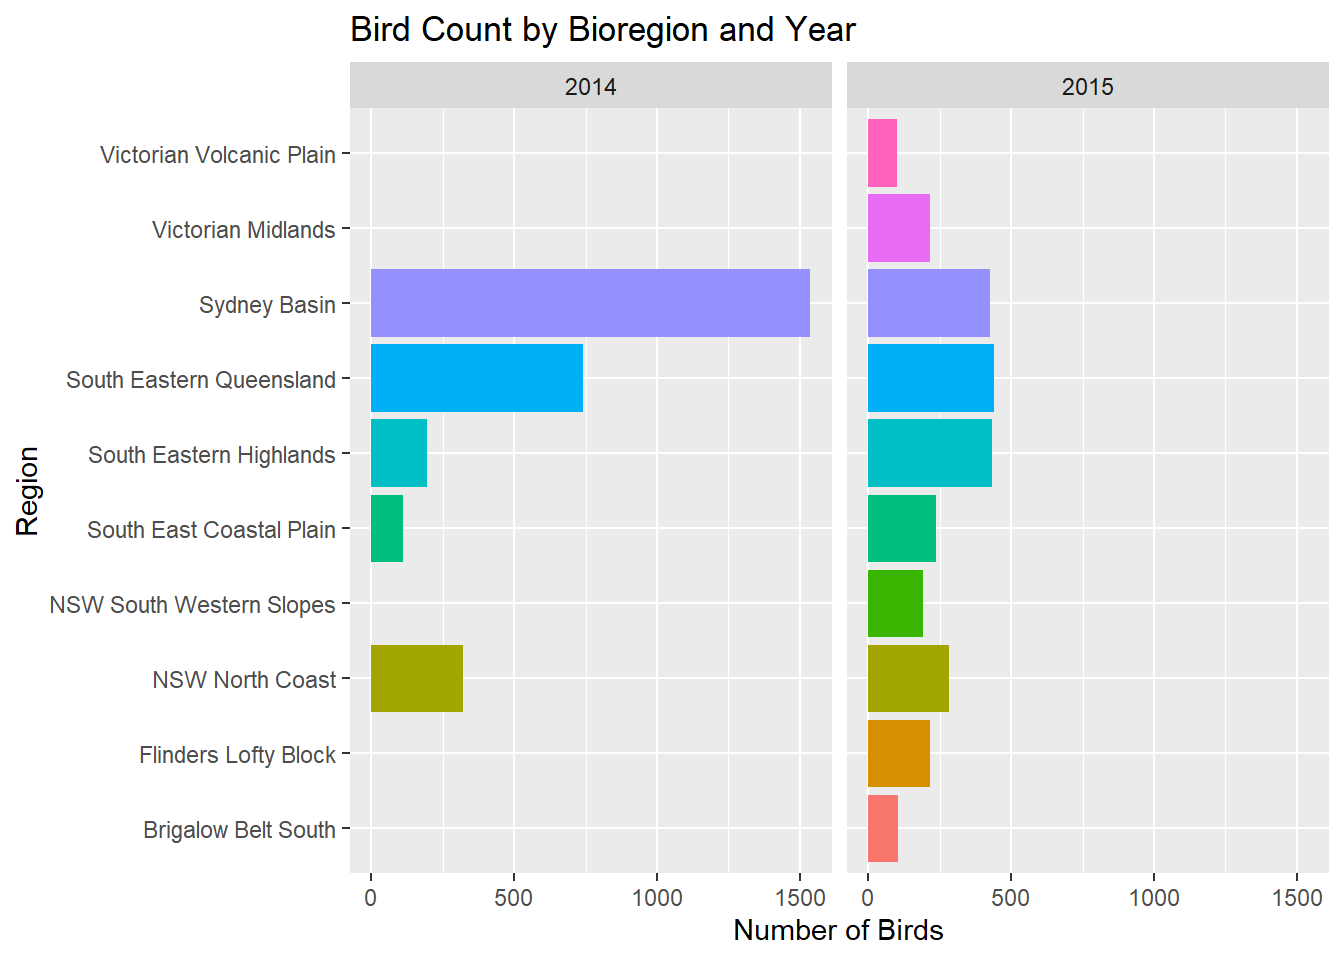 Bird Count by Bioregion and Year
2014
2015
Region
Victorian Volcanic Plain
Victorian Midlands
Sydney Basin
South Eastern Queensland
South Eastern Highlands
South East Coastal Plain
NSW South Western Slopes
NSW North Coast
Flinders Lofty Block
Brigalow Belt South
0 500 1000 1500
0 500 1000 1500
Number of Birds